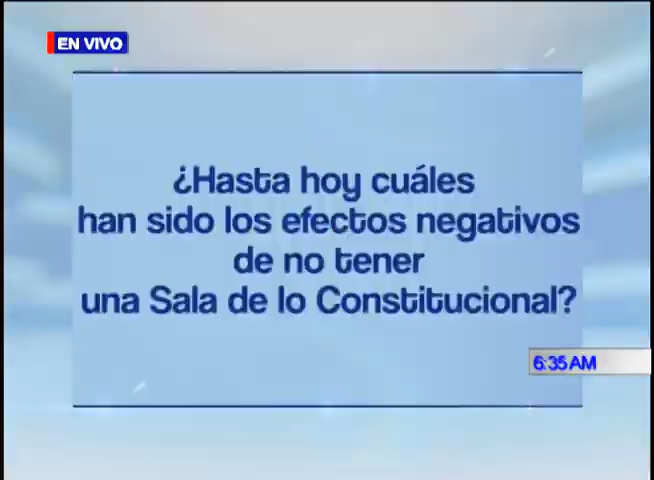 EN VIVO
¿Hasta hoy cuáles
han sido los efectos negativos
de no tener
una Sala de lo Constitucional?
6:35 AM